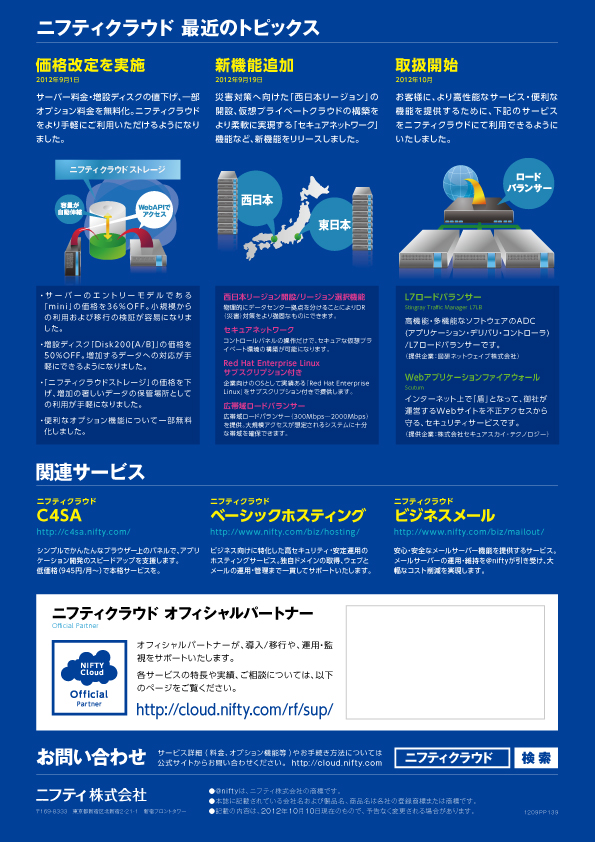 ニフティクラウド 最近のトピックス
価格改定を実施
2012年9月1日
サーバー料金・増設ディスクの値下げ、一部
オプション料金を無料化。ニフティクラウド
をより手軽にご利用いただけるようになり
ました。
ニフティクラウドストレージ
容量が
自動伸縮
WebAPIで
アクセス
・サーバーのエントリーモデルである
「mini」の価格を36%OFF。小規模から
の利用および移行の検証が容易になりま
した。
・増設ディスク「Disk200[A/B]」の価格を
50%OFF。増加するデータへの対応が手
軽にできるようになりました。
・「ニフティクラウドストレージ」の価格を下
げ、増加の著しいデータの保管場所として
の利用が手軽になりました。
・便利なオプション機能について一部無料
化しました。
新機能追加
2012年9月19日
災害対策へ向けた「西日本リージョン」の
開設、仮想プライベートクラウドの構築を
より柔軟に実現する「セキュアネットワーク」
機能など、新機能をリリースしました。
西日本
東日本
西日本リージョン開設/リージョン選択機能
物理的にデータセンター拠点を分けることによりDR
(災害)対策をより強固なものにできます。
セキュアネットワーク
コントロールパネルの操作だけで、セキュアな仮想プラ
イベート環境の構築が可能になります。
Red Hat Enterprise Linux
サブスクリプション付き
企業向けのOSとして実績ある「Red Hat Enterprise
Linux」をサブスクリプション付きで提供します。
広帯域ロードバランサー
広帯域ロードバランサー(300Mbps―2000Mbps)
を提供、大規模アクセスが想定されるシステムに十分
な帯域を確保できます。
取扱開始
2012年10月
お客様に、より高性能なサービス・便利な
機能を提供するために、下記のサービス
をニフティクラウドにて利用できるように
いたしました。
ロード
バランサー
L7ロードバランサー
Stingray Traffic Manager L7LB
高機能・多機能なソフトウェアのADC
(アプリケーション・デリバリ・コントローラ)
/L7ロードバランサーです。
(提供企業:図研ネットウエイブ株式会社)
Webアプリケーションファイアウォール
Scutum
インターネット上で「盾」となって、御社が
運営するWebサイトを不正アクセスから
守る、セキュリティサービスです。
(提供企業:株式会社セキュアスカイ・テクノロジー)
関連サービス
ニフティクラウド
C4SA
http://c4sa.nifty.com/
シンプルでかんたんなブラウザー上のパネルで、アプリ
ケーション開発のスピードアップを支援します。
低価格(945円/月~)で本格サービスを。
ニフティクラウド
ベーシックホスティング
http://www.nifty.com/biz/hosting/
ビジネス向けに特化した高セキュリティ・安定運用の
ホスティングサービス。独自ドメインの取得、ウェブと
メールの運用・管理まで一貫してサポートいたします。
ニフティクラウド
ビジネスメール
http://www.nifty.com/biz/mailout/
安心・安全なメールサーバー機能を提供するサービス。
メールサーバーの運用・維持を@niftyが引き受け、大
幅なコスト削減を実現します。
ニフティクラウド オフィシャルパートナー
Official Partner
NIFTY
Cloud
Official
Partner
オフィシャルパートナーが、導入/移行や、運用・監
視をサポートいたします。
各サービスの特長や実績、ご相談については、以下
のページをご覧ください。
http://cloud.nifty.com/rf/sup/
お問い合わせ
サービス詳細(料金、オプション機能等)やお手続き方法については
公式サイトからお問い合わせください。 http://cloud.nifty.com
ニフティクラウド
検索
ニフティ株式会社
〒169-8333 東京都新宿区北新宿2-21-1 新宿フロントタワー
●@niftyは、ニフティ株式会社の商標です。
●本誌に記載されている会社名および製品名、商品名は各社の登録商標または商標です。
●記載の内容は、2012年10月10日現在のもので、予告なく変更される場合があります。
1209PP139